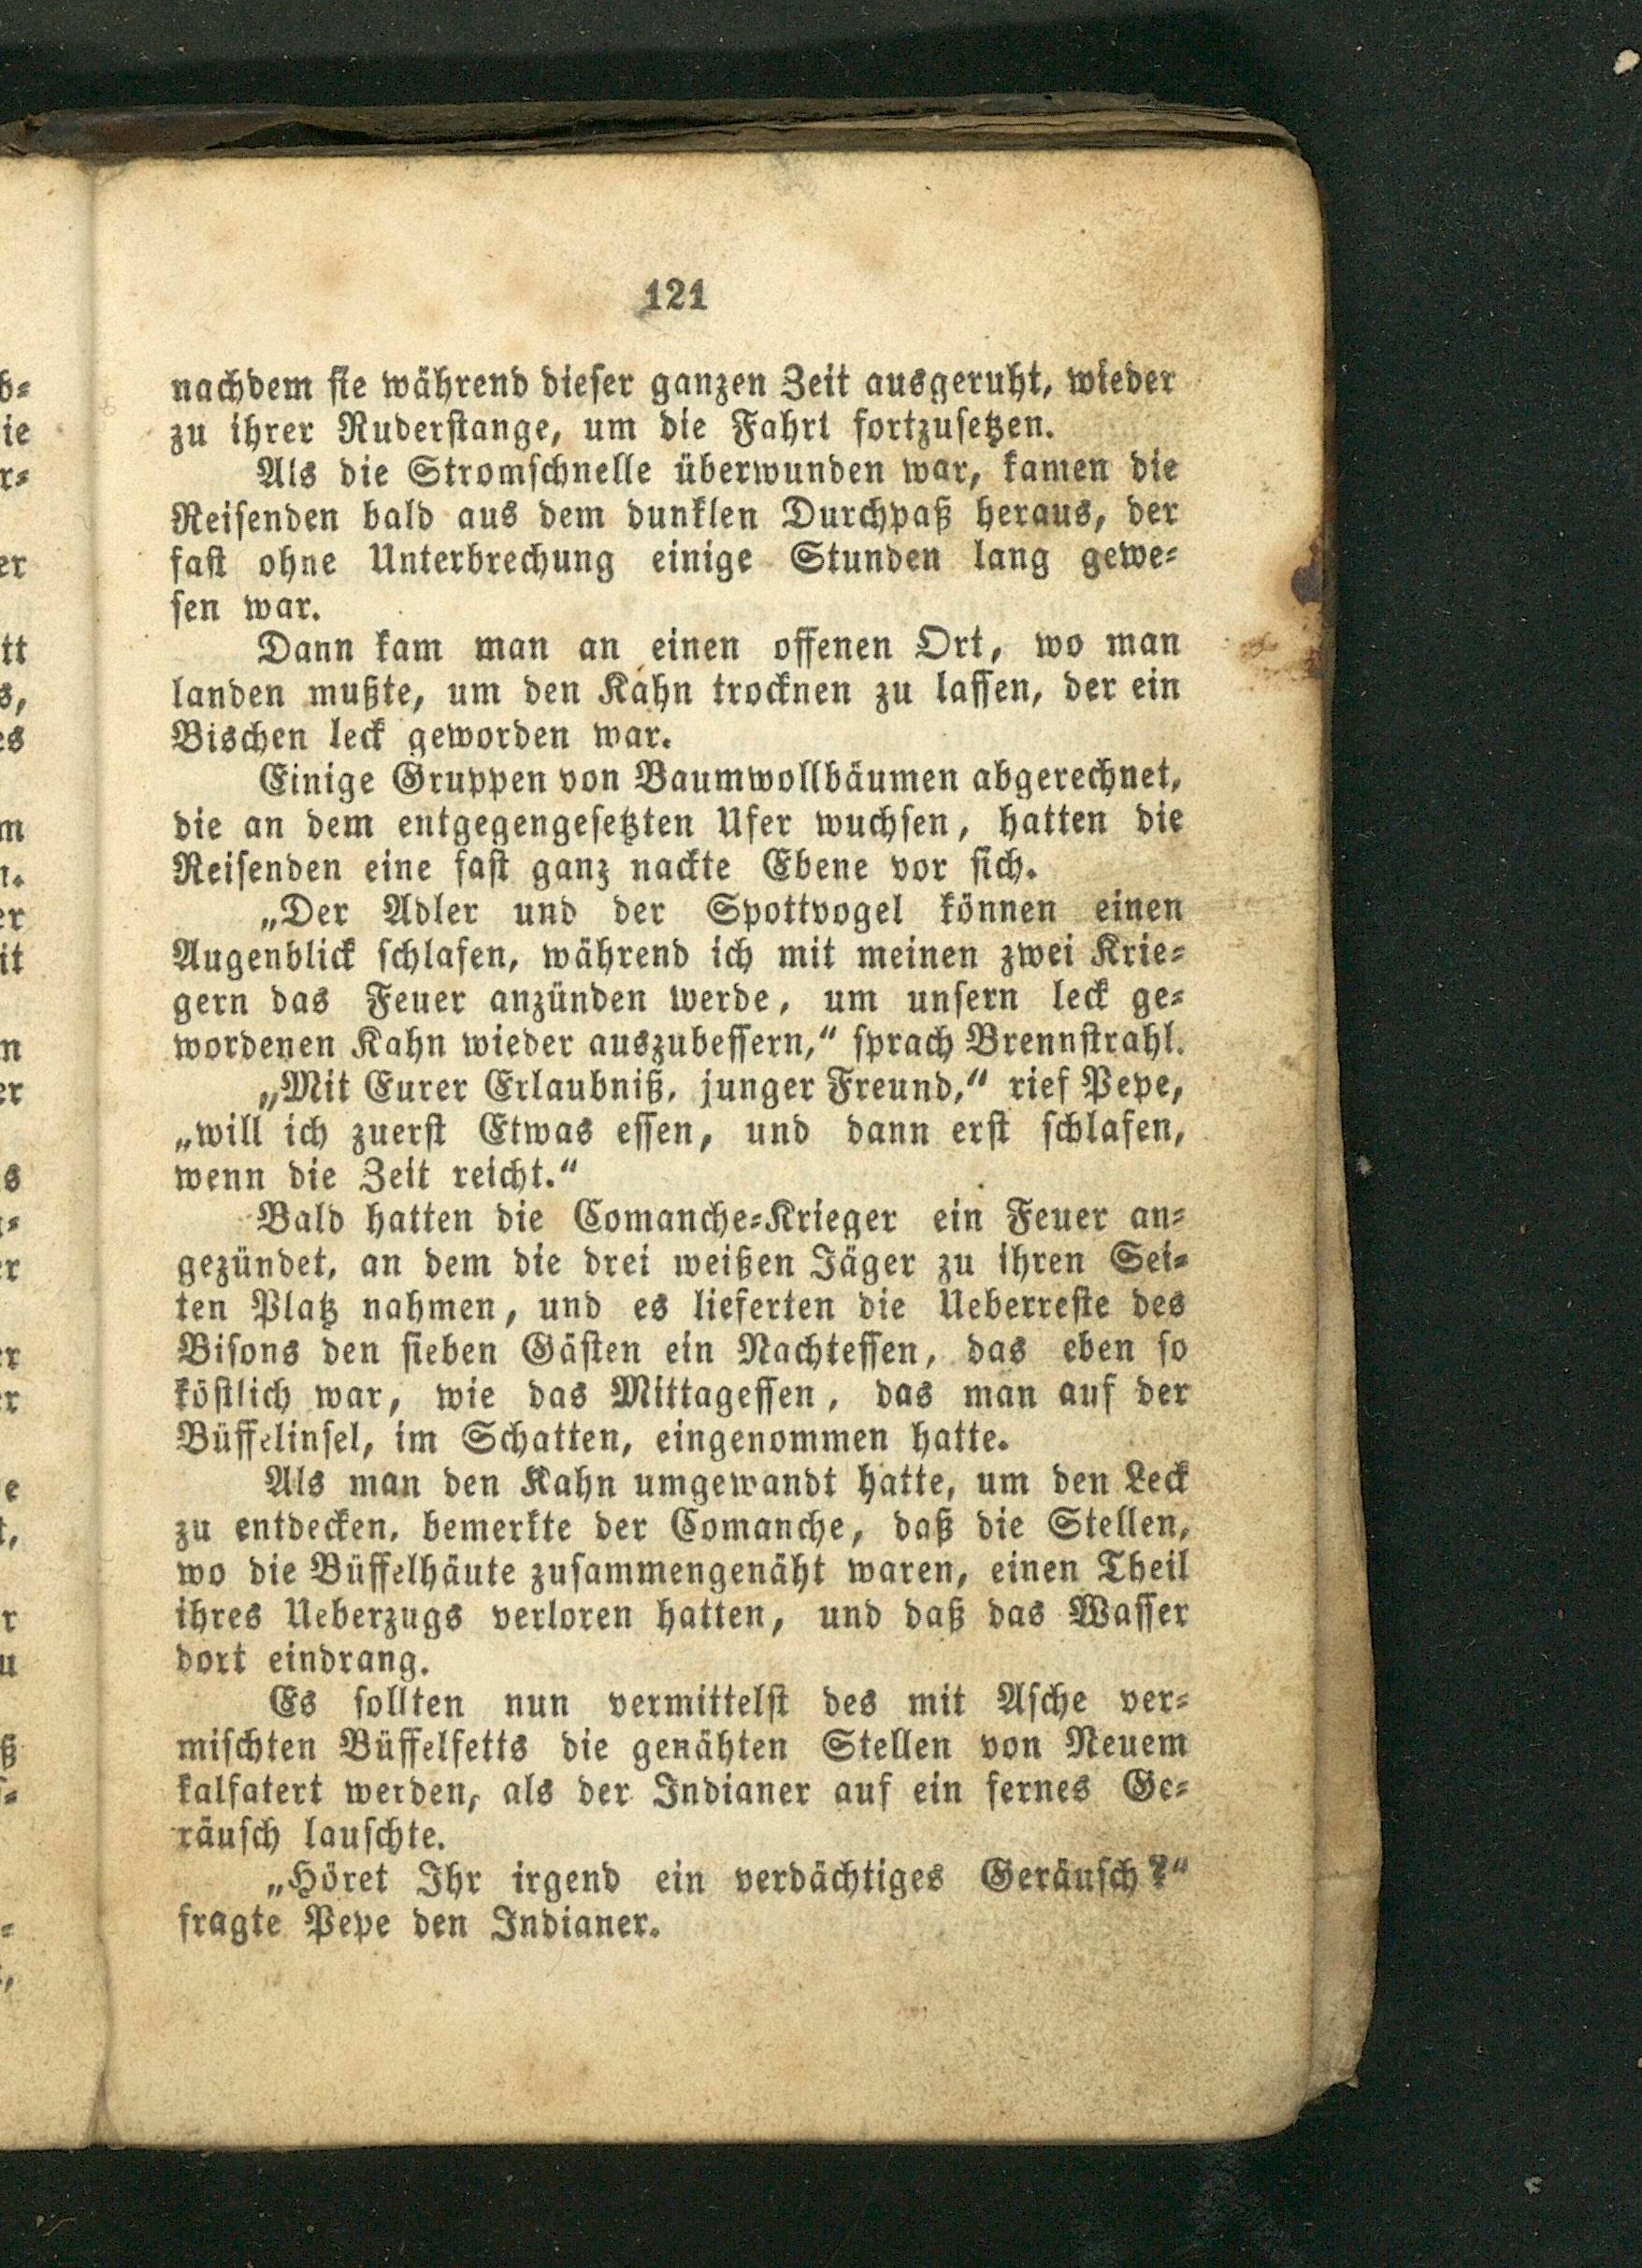 121
nachdem sie während dieser ganzen Zeit ausgeruht, wieder
zu ihrer Ruderstange, um die Fahrt fortzusetzen.
Als die Stromschnelle überwunden war, kamen die
Reisenden bald aus dem dunklen Durchpaß heraus, der
fast ohne Unterbrechung einige Stunden lang gewe-
sen war.
Dann kam man an einen offenen Ort, wo man
landen mußte, um den Kahn trocknen zu lassen, der ein
Bischen leck geworden war.
Einige Gruppen von Baumwollbäumen abgerechnet,
die an dem entgegengesetzten Ufer wuchsen, hatten die
Reisenden eine fast ganz nackte Ebene vor sich.
„Der Adler und der Spottvogel können einen
Augenblick schlafen, während ich mit meinen zwei Krie-
gern das Feuer anzünden werde, um unsern leck ge-
wordenen Kahn wieder auszubessern,“ sprach Brennstrahl.
„Mit Eurer Erlaubniß, junger Freund,“ rief Pepe,
„will ich zuerst Etwas essen, und dann erst schlafen,
wenn die Zeit reicht.“
Bald hatten die Comanche-Krieger ein Feuer an-
gezündet, an dem die drei weißen Jäger zu ihren Sei-
ten Platz nahmen, und es lieferten die Ueberreste des
Bisons den sieben Gästen ein Nachtessen, das eben so
köstlich war, wie das Mittagessen, das man auf der
Büffelinsel, im Schatten, eingenommen hatte.
Als man den Kahn umgewandt hatte, um den Leck
zu entdecken, bemerkte der Comanche, daß die Stellen,
wo die Büffelhäute zusammengenäht waren, einen Theil
ihres Ueberzugs verloren hatten, und daß das Wasser
dort eindrang.
Es sollten nun vermittelst des mit Asche ver-
mischten Büffelfetts die genähten Stellen von Neuem
kalfatert werden, als der Indianer auf ein fernes Ge-
räusch lauschte.
„Höret Ihr irgend ein verdächtiges Geräusch?“
fragte Pepe den Indianer.